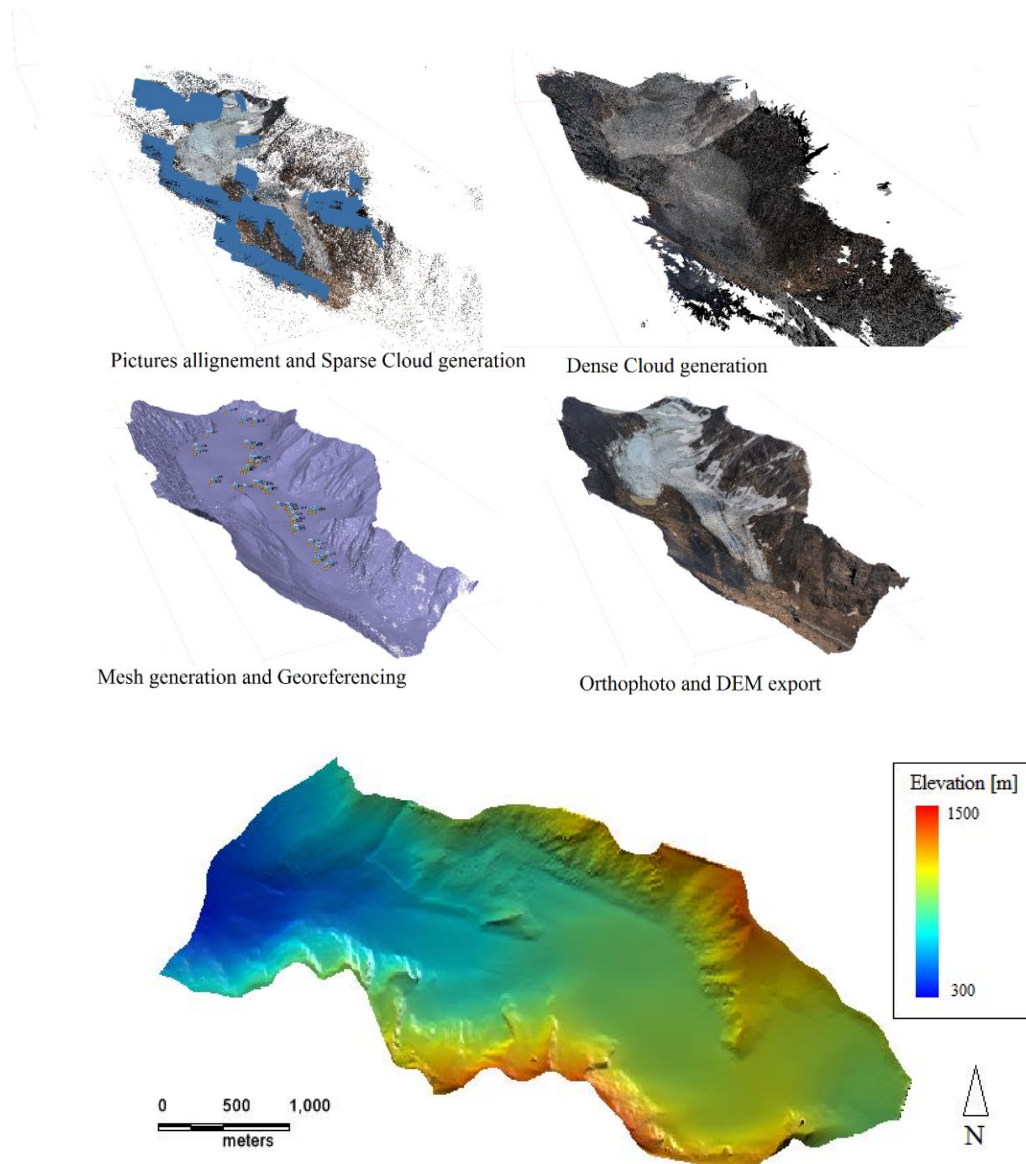 Pictures allignement and Sparse Cloud generation
Dense Cloud generation
Mesh generation and Georeferencing
Orthophoto and DEM export
Elevation [m]
1500
300
0 500 1,000
meters
N